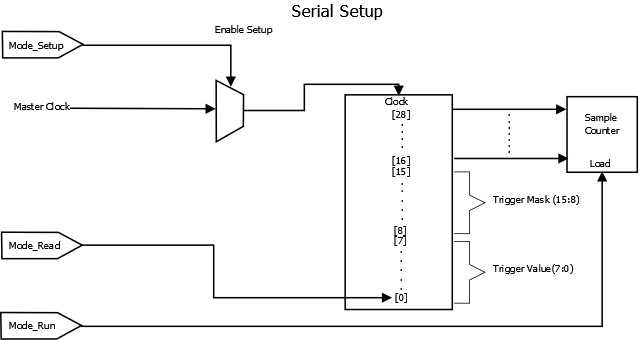 Serial Setup
Enable Setup
Mode_Setup
Master Clock
Clock
[28]
[16]
[15]
[8]
[7]
[0]
Sample
Counter
Load
Trigger Mask (15:8)
Trigger Value(7:0)
Mode_Read
Mode_Run